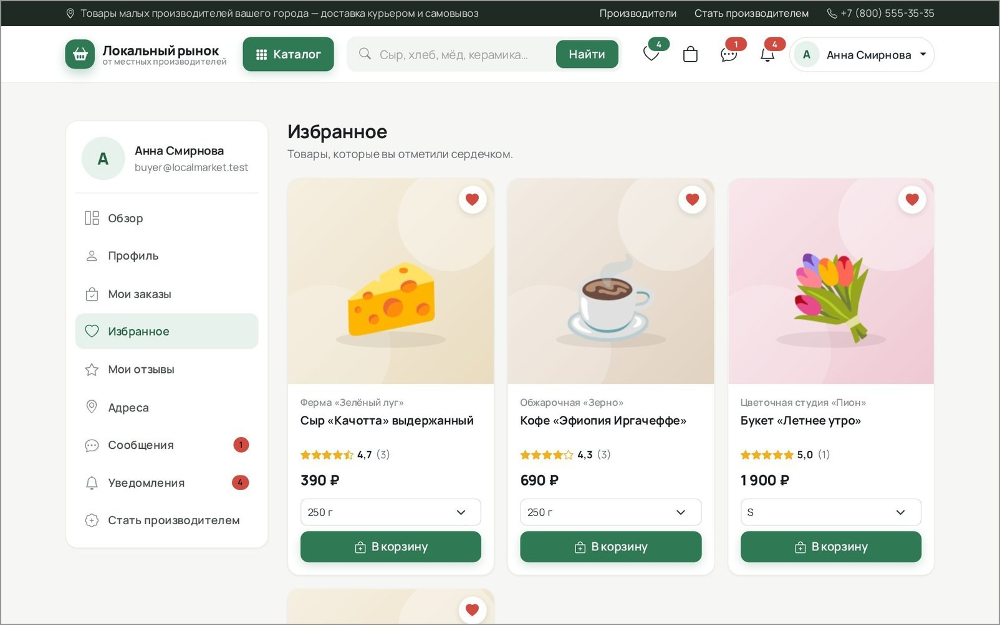 Товары малых производителей вашего города — доставка курьером и самовывоз
Производители
Стать производителем
+7 (800) 555-35-35
Локальный рынок
от местных производителей
Каталог
Сыр, хлеб, мёд, керамика...
Найти
4
1
4
А
Анна Смирнова
А
Анна Смирнова
buyer@localmarket.test
Обзор
Профиль
Мои заказы
Избранное
Мои отзывы
Адреса
Сообщения 1
Уведомления 4
Стать производителем
Избранное
Товары, которые вы отметили сердечком.
Ферма «Зелёный луг»
Сыр «Качотта» выдержанный
4,7 (3)
390 ₽
250 г
В корзину
Обжарочная «Зерно»
Кофе «Эфиопия Иргачеффе»
4,3 (3)
690 ₽
250 г
В корзину
Цветочная студия «Пион»
Букет «Летнее утро»
5,0 (1)
1 900 ₽
S
В корзину